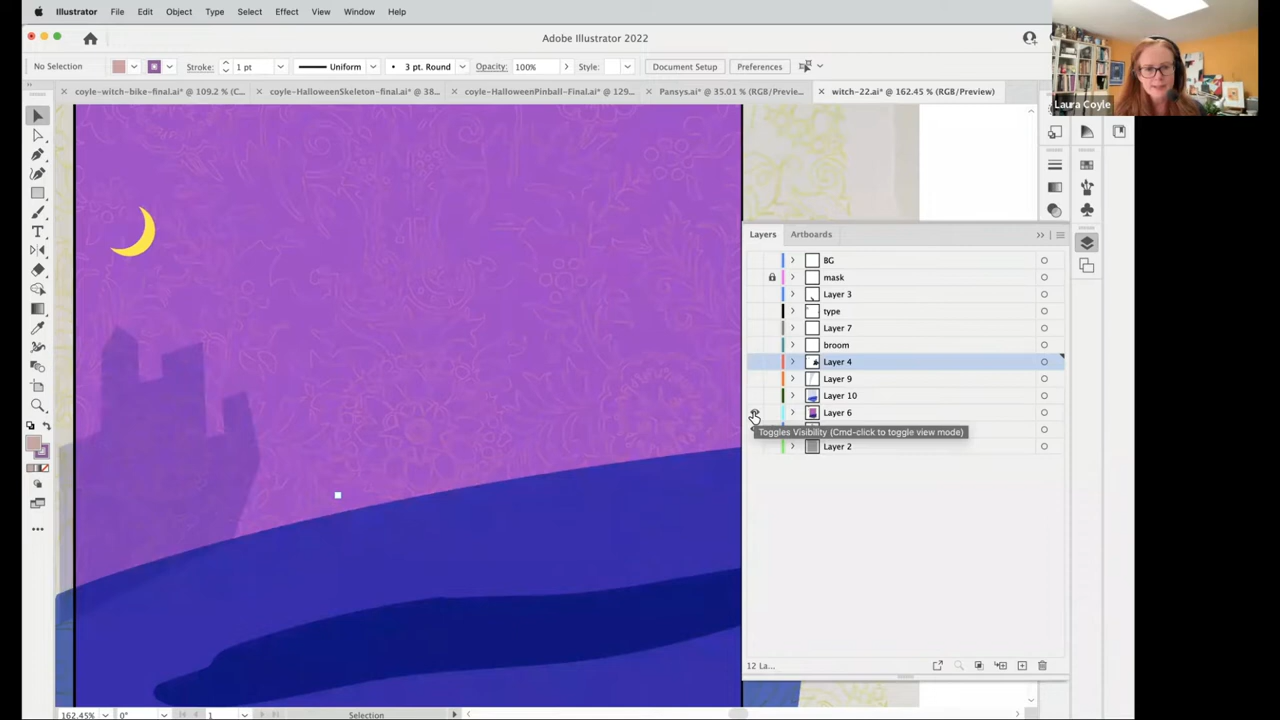 Illustrator File Edit Object Type Select Effect View Window Help
Adobe Illustrator 2022
No Selection Stroke: 1 pt Uniform 3 pt. Round Opacity: 100% Style: Document Setup Preferences
Laura Coyle
coyle-witch-bike-final.ai* @ 109.2 % (C... coyle-HalloweenSkeleton-final.ai* @ 38... coyle-HalloweenPinball-Final.ai* @ 129... Pansys.ai* @ 35.01 % (RGB/Previe... witch-22.ai* @ 162.45 % (RGB/Preview)
Layers Artboards
BG
mask
Layer 3
type
Layer 7
broom
Layer 4
Layer 9
Layer 10
Layer 6
Toggles Visibility (Cmd-click to toggle view mode)
Layer 2
12 La...
162.45% 0° 1 Selection